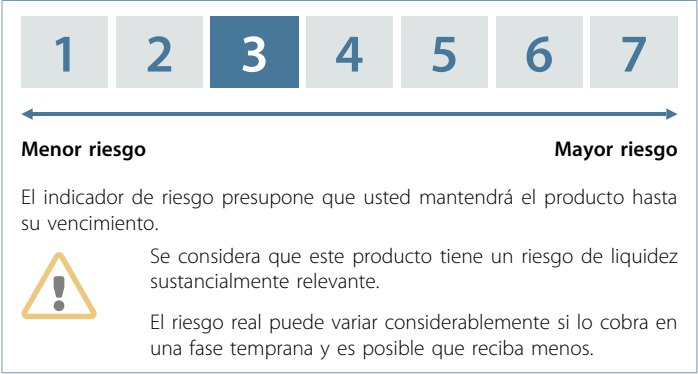 1 2 3 4 5 6 7
Menor riesgo Mayor riesgo
El indicador de riesgo presupone que usted mantendrá el producto hasta
su vencimiento.
Se considera que este producto tiene un riesgo de liquidez
sustancialmente relevante.
El riesgo real puede variar considerablemente si lo cobra en
una fase temprana y es posible que reciba menos.